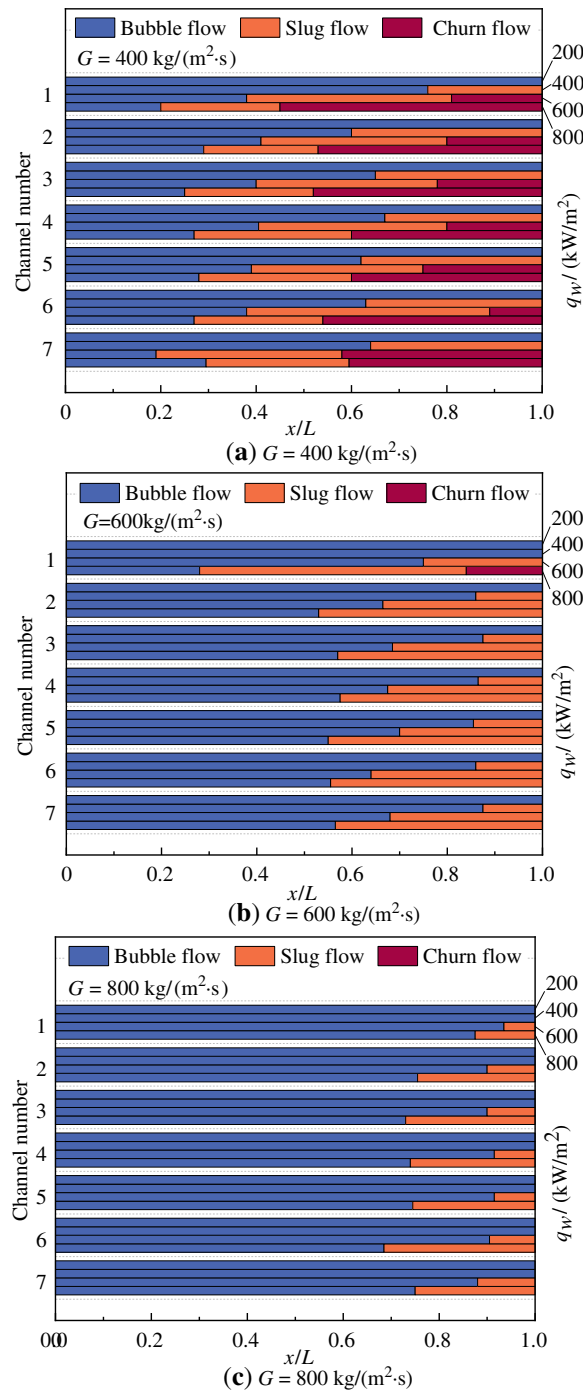 Bubble flow Slug flow Churn flow
G = 400 kg/(m²·s)
200
400
600
800
1
2
3
4
5
6
7
Channel number
q_W/ (kW/m²)
0 0.2 0.4 0.6 0.8 1.0
x/L
(a) G = 400 kg/(m²·s)
Bubble flow Slug flow Churn flow
G=600kg/(m²·s)
200
400
600
800
1
2
3
4
5
6
7
Channel number
q_W/ (kW/m²)
0 0.2 0.4 0.6 0.8 1.0
x/L
(b) G = 600 kg/(m²·s)
Bubble flow Slug flow Churn flow
G = 800 kg/(m²·s)
200
400
600
800
1
2
3
4
5
6
7
Channel number
q_W/ (kW/m²)
0.0 0.2 0.4 0.6 0.8 1.0
x/L
(c) G = 800 kg/(m²·s)